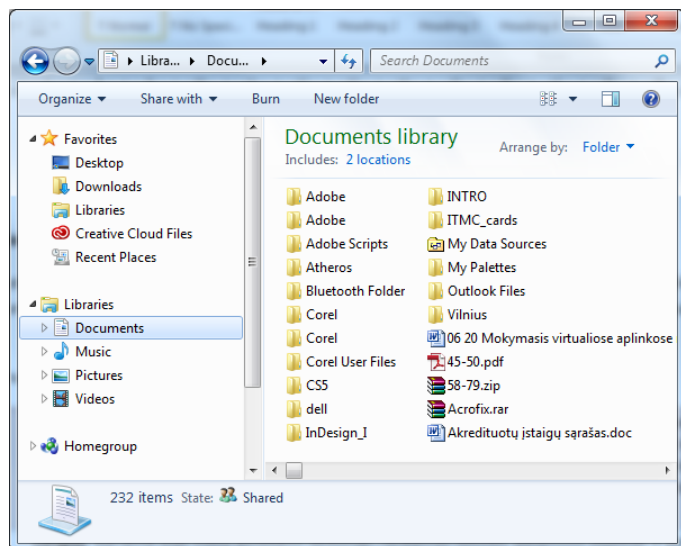 Libra... Docu...
Search Documents
Organize Share with Burn New folder
Favorites
Desktop
Downloads
Libraries
Creative Cloud Files
Recent Places
Libraries
Documents
Music
Pictures
Videos
Homegroup
Documents library
Includes: 2 locations
Arrange by: Folder
Adobe
Adobe
Adobe Scripts
Atheros
Bluetooth Folder
Corel
Corel
Corel User Files
CS5
dell
InDesign_I
INTRO
ITMC_cards
My Data Sources
My Palettes
Outlook Files
Vilnius
06 20 Mokymasis virtualiose aplinkose
45-50.pdf
58-79.zip
Acrofix.rar
Akredituotų įstaigų sąrašas.doc
232 items State: Shared